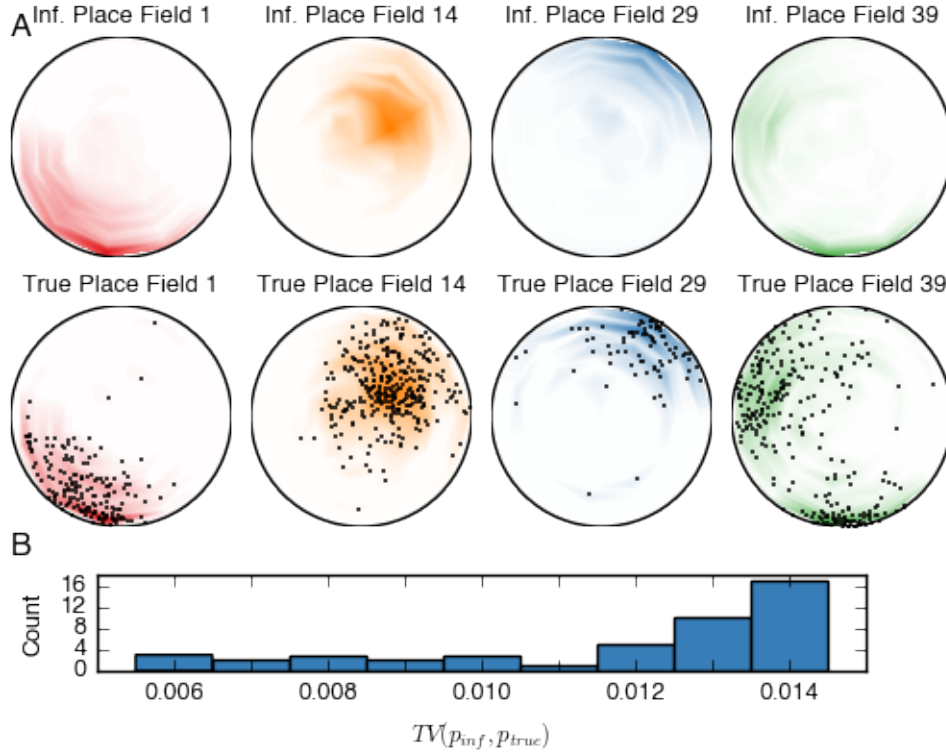 A
Inf. Place Field 1
Inf. Place Field 14
Inf. Place Field 29
Inf. Place Field 39
True Place Field 1
True Place Field 14
True Place Field 29
True Place Field 39
B
Count
16
12
8
4
0
0.006
0.008
0.010
0.012
0.014
TV(p_inf, p_true)